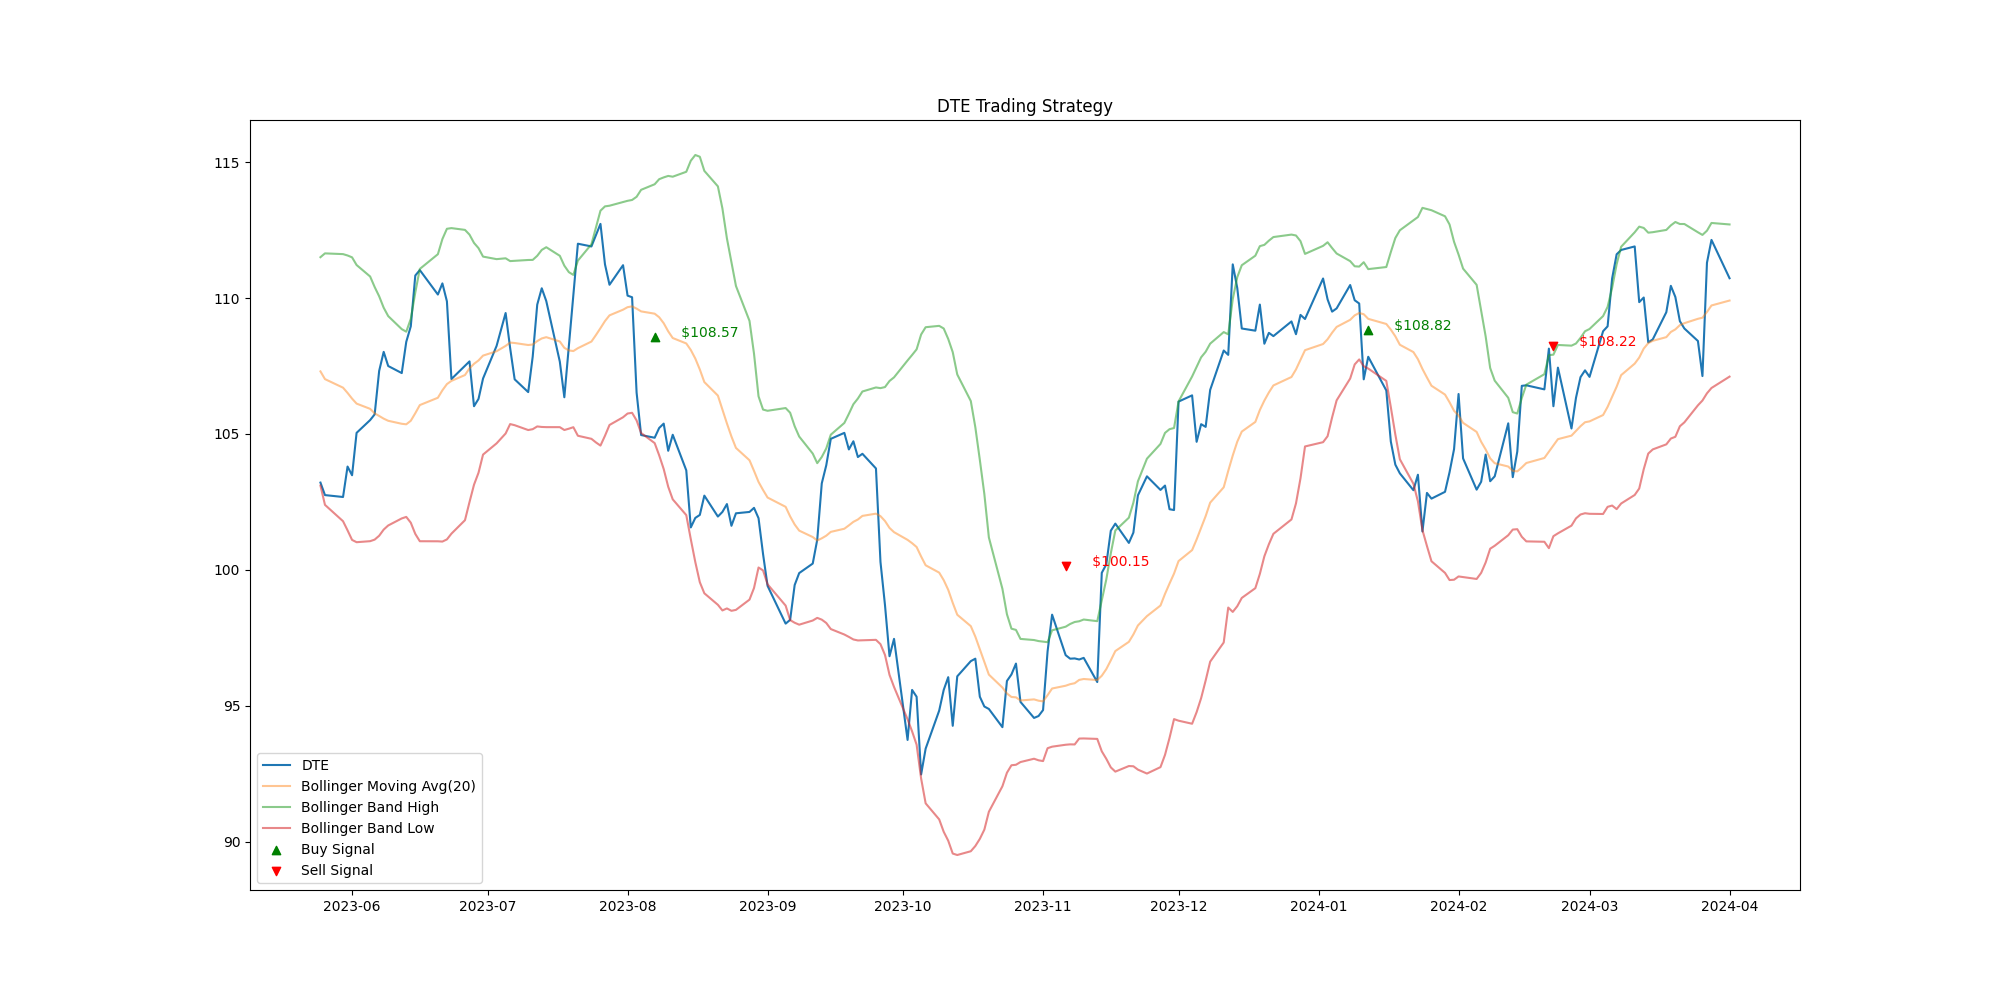 DTE Trading Strategy
115
110
105
100
95
90
$108.57
$108.82
$108.22
$100.15
DTE
Bollinger Moving Avg(20)
Bollinger Band High
Bollinger Band Low
Buy Signal
Sell Signal
2023-06 2023-07 2023-08 2023-09 2023-10 2023-11 2023-12 2024-01 2024-02 2024-03 2024-04